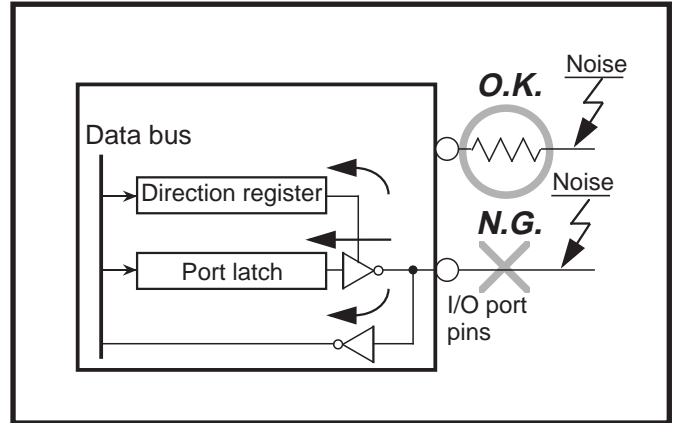 Noise
O.K.
Data bus
Direction register
Noise
N.G.
Port latch
I/O port
pins